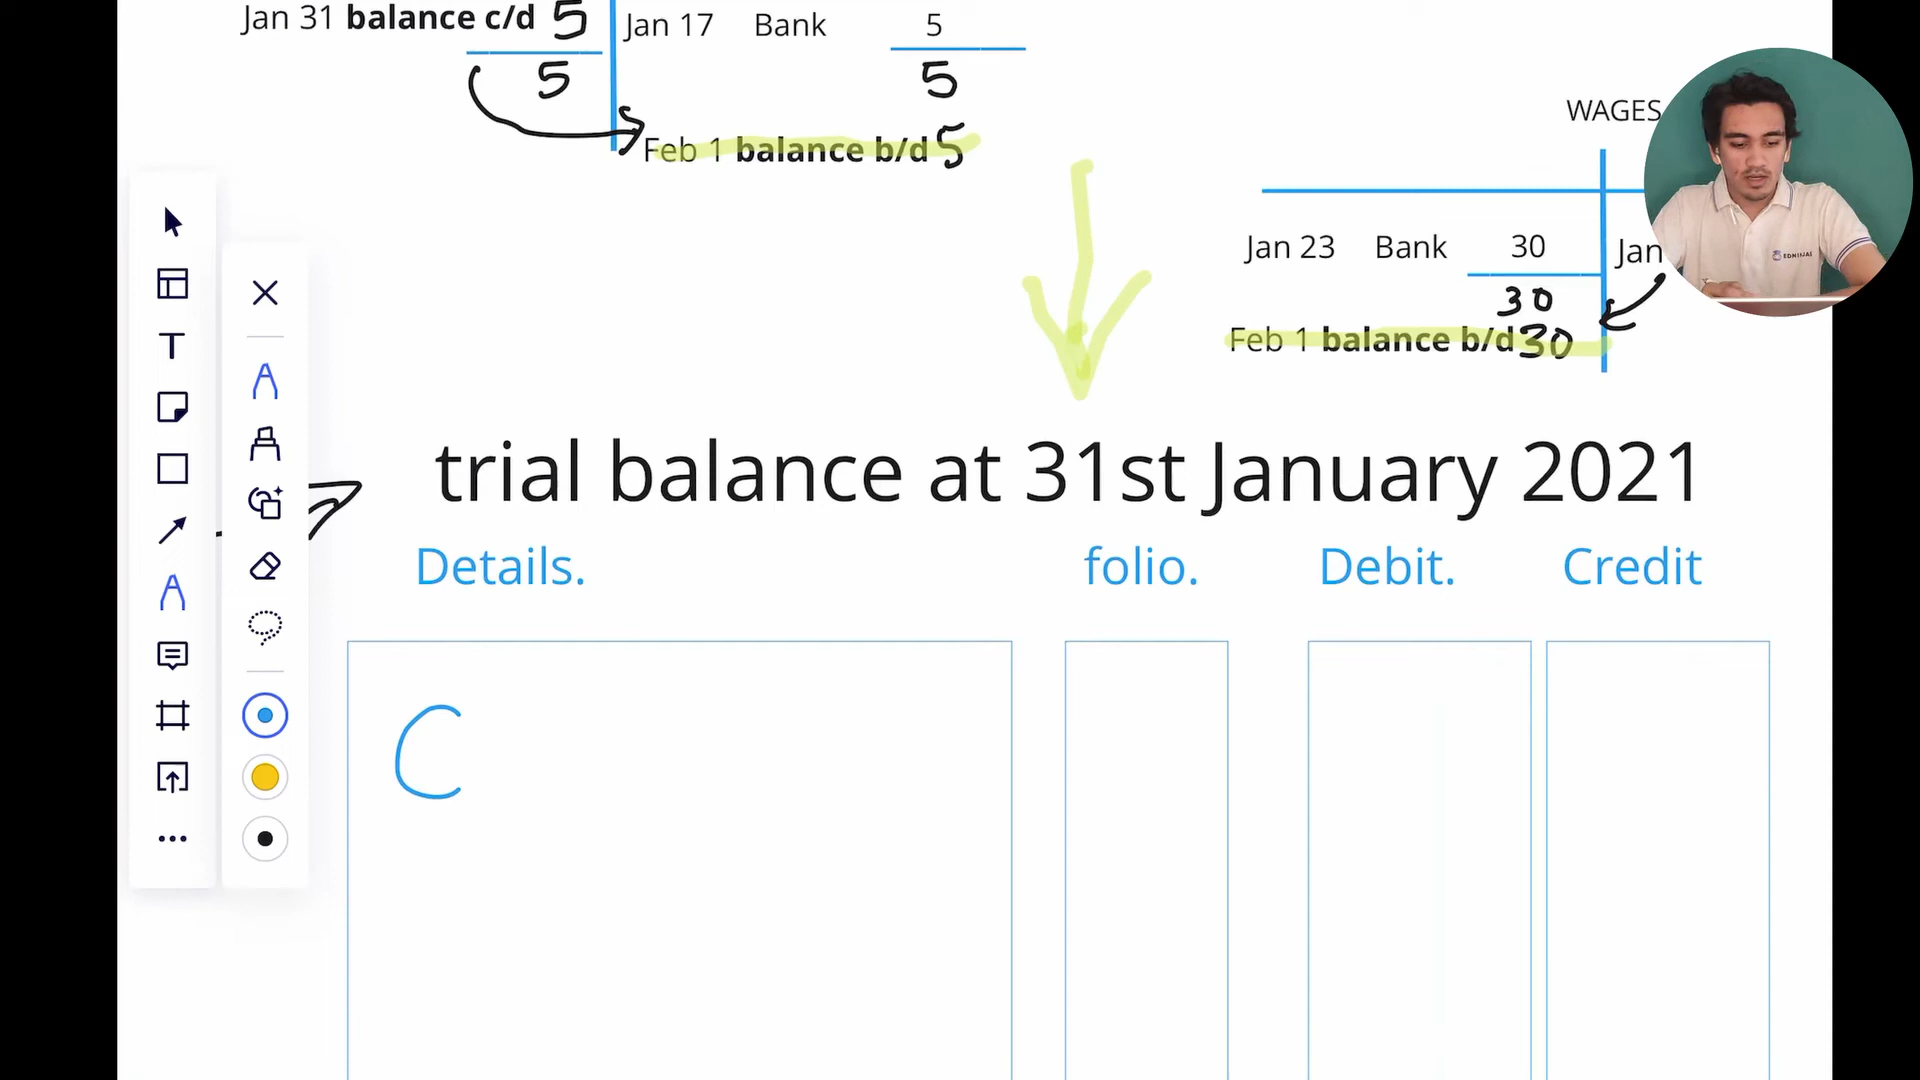 Jan 31 balance c/d 5
Jan 17 Bank 5
5
5
Feb 1 balance b/d 5
WAGES
Jan 23 Bank 30
Jan
30
Feb 1 balance b/d 30
trial balance at 31st January 2021
Details. folio. Debit. Credit
C